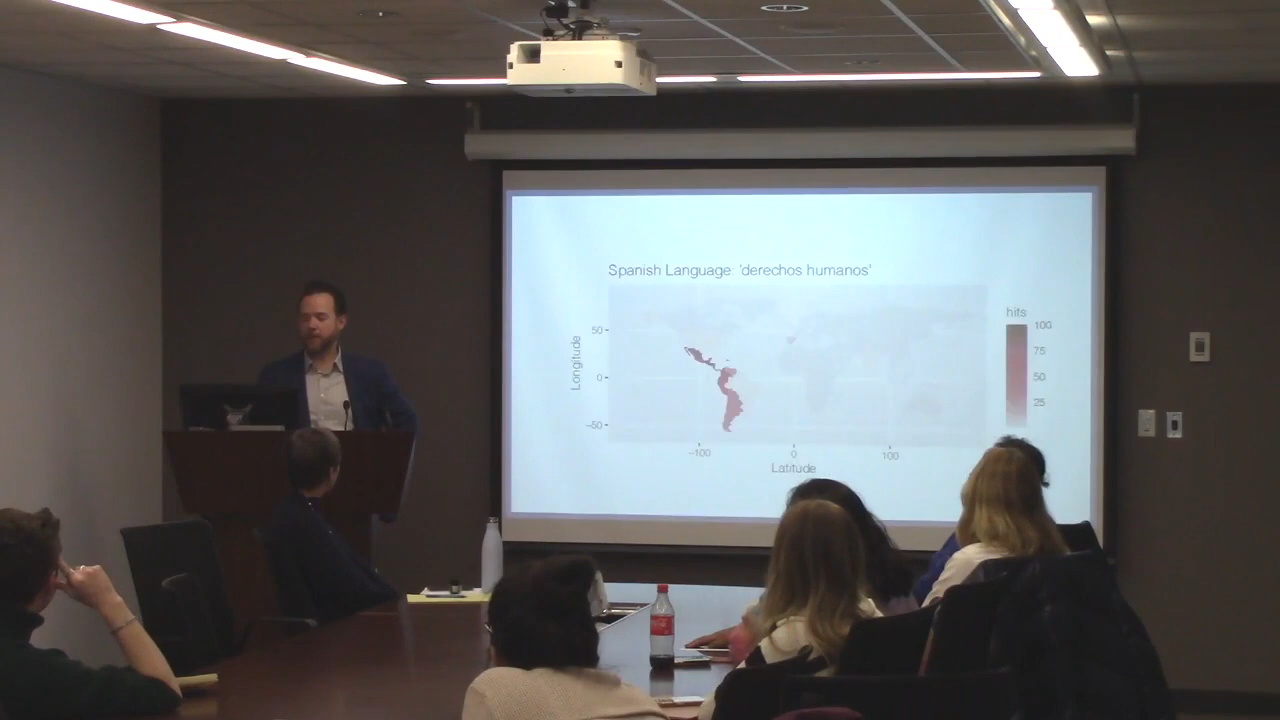 Spanish Language: 'derechos humanos'
hits
100
75
50
25
Longitude
50
0
−50
−100
0
100
Latitude